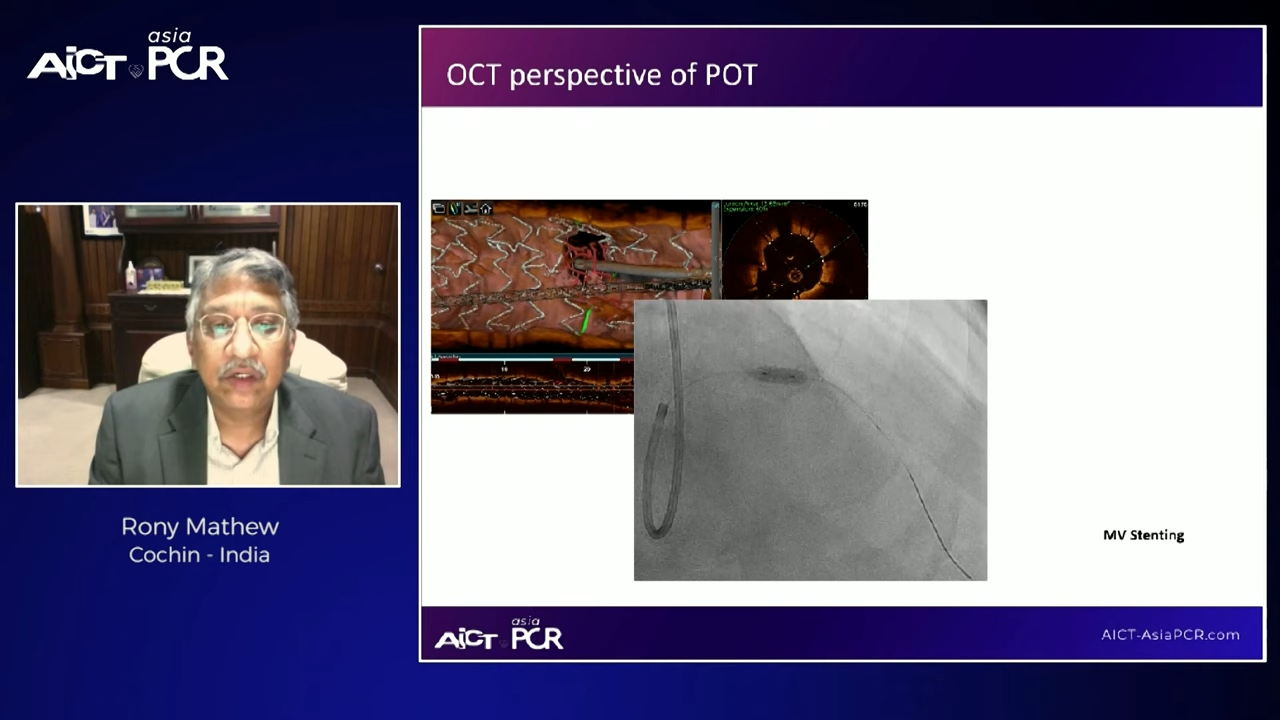 asia
AICT PCR
OCT perspective of POT
Rony Mathew
Cochin - India
MV Stenting
asia
AICT PCR
AICT-AsiaPCR.com